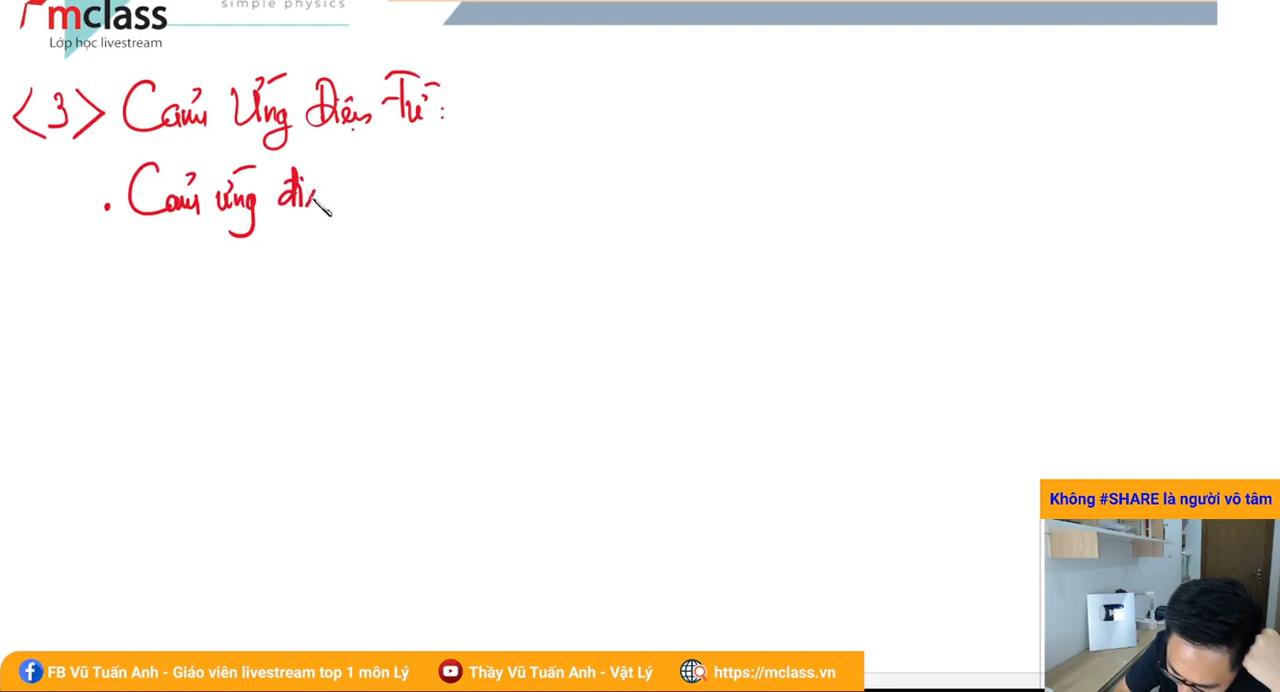 simple physics
mclass
Lớp học livestream
<3> Cảm Ứng Điện Từ:
. Cảm ứng đi
Không #SHARE là người vô tâm
FB Vũ Tuấn Anh - Giáo viên livestream top 1 môn Lý
Thầy Vũ Tuấn Anh - Vật Lý
https://mclass.vn